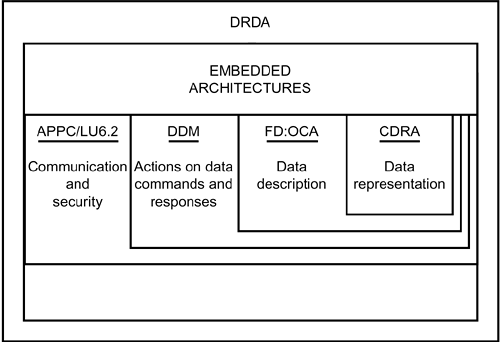 DRDA
EMBEDDED
ARCHITECTURES
APPC/LU6.2
Communication
and
security
DDM
Actions on data
commands and
responses
FD:OCA
Data
description
CDRA
Data
representation